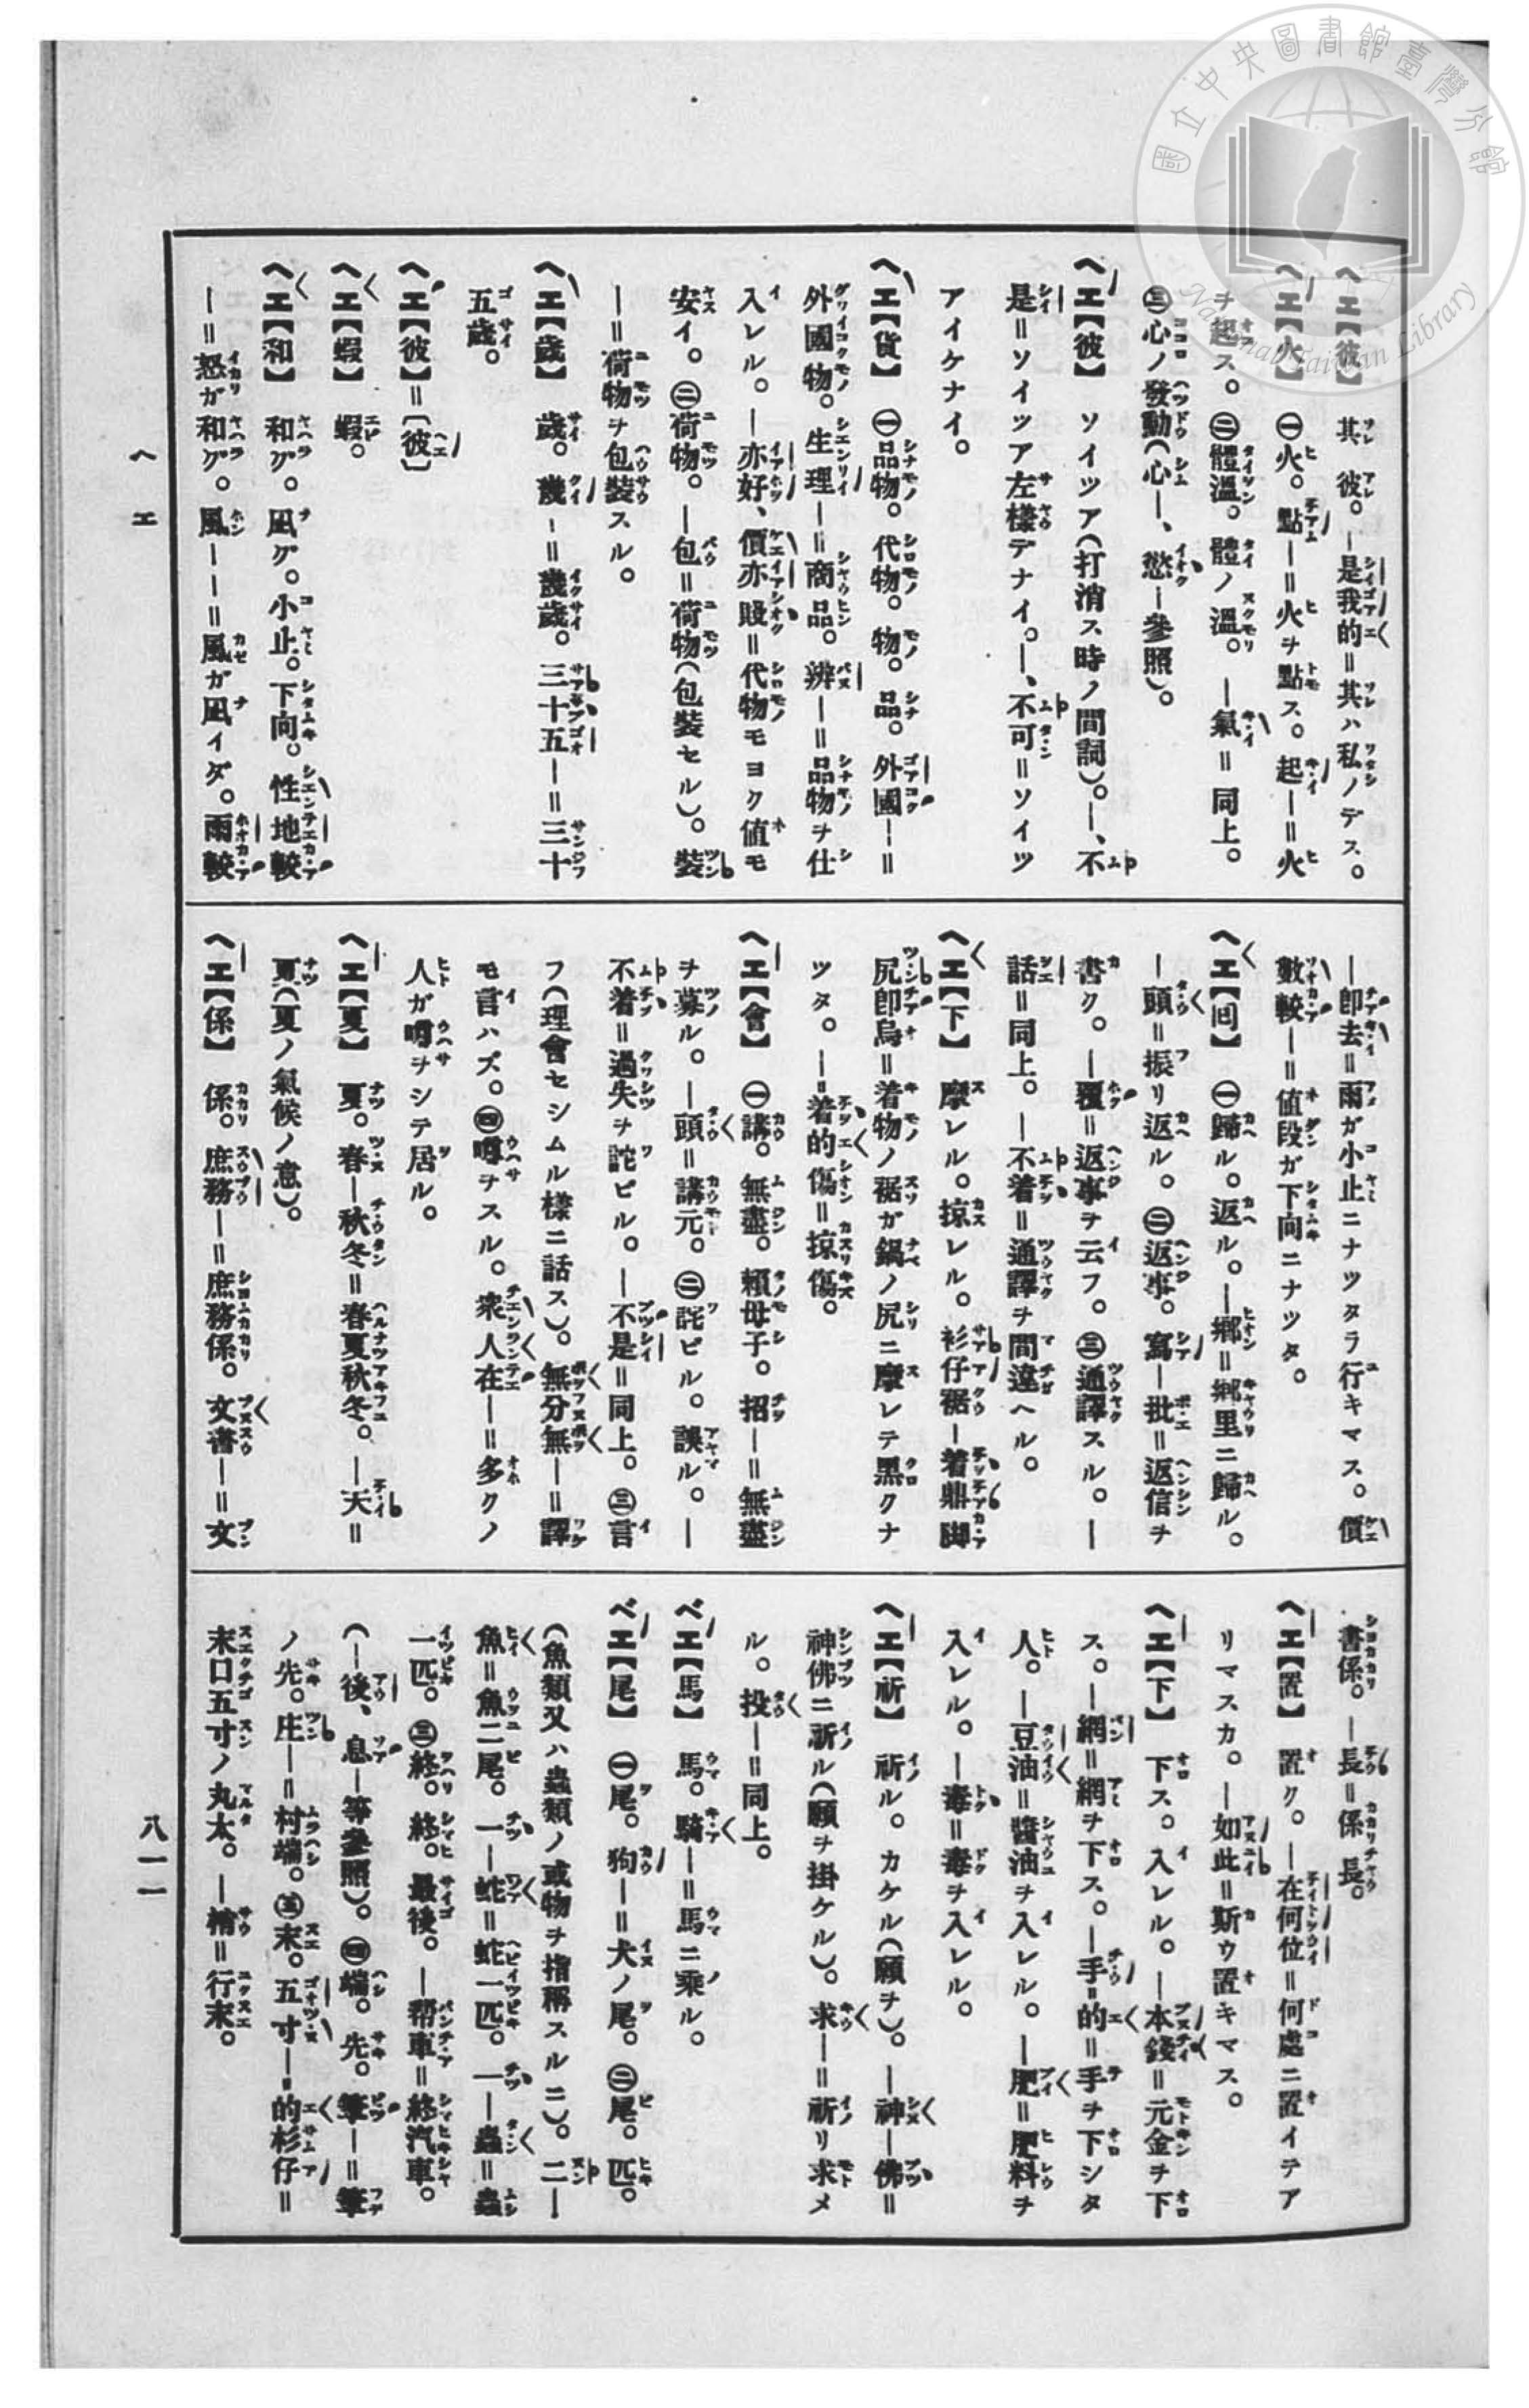 國立中央圖書館臺灣分館
National Taiwan Library
ヘエ【彼】 其 彼。―是我的=其ハ私ノデス。
ヘエ【火】 ㊀火。點―=火ヲ點ス。起―=火
ヲ起ス。㊁體溫。體ノ溫。―氣=同上。
㊂心ノ發動(心―、慾―參照)。
ヘエ【彼】 ソイツア(打消ス時ノ間詞)。―、不
是=ソイツア左樣デナイ。―、不可=ソイツ
アイケナイ。
ヘエ【貨】 ㊀品物。代物。物。品。外國―=
外國物。生理―=商品。辨―=品物ヲ仕
入レル。―亦好、價亦賤=代物モヨク値モ
安イ。㊁荷物。―包=荷物(包裝セル)。裝
―=荷物ヲ包裝スル。
ヘエ【歲】 歲。幾―=幾歲。三十五―=三十
五歲。
ヘエ【彼】=〔彼〕
ヘエ【蝦】 蝦。
ヘエ【和】 和グ。凪グ。小止。下向。性地較
―=怒ガ和グ。風――=風ガ凪イダ。雨較
―卽去=雨ガ小止ニナツタラ行キマス。價
數較―=値段ガ下向ニナツタ。
ヘエ【囘】 ㊀歸ル。返ル。―鄕=鄕里ニ歸ル。
―頭=振リ返ル。㊁返事。寫―批=返信ヲ
書ク。―覆=返事ヲ云フ。㊂通譯スル。―
話=同上。―不着=通譯ヲ間違ヘル。
ヘエ【下】 摩レル。掠レル。衫仔裾―着鼎脚
尻卽烏=着物ノ裾ガ鍋ノ尻ニ摩レテ黑クナ
ツタ。―着的傷=掠傷。
ヘエ【會】 ㊀講。無盡。賴母子。招―=無盡
ヲ募ル。―頭=講元。㊁詫ビル。誤ル。―
不着=過失ヲ詫ビル。―不是=同上。㊂言
フ(理會セシムル樣ニ話ス)。無分無―=譯
モ言ハズ。㊃噂ヲスル。衆人在―=多クノ
人ガ噂ヲシテ居ル。
ヘエ【夏】 夏。春―秋冬=春夏秋冬。―天=
夏(夏ノ氣候ノ意)。
ヘエ【係】 係。庶務―=庶務係。文書―=文
書係。―長=係長。
ヘエ【置】 置ク。―在何位=何處ニ置イテア
リマスカ。―如此=斯ウ置キマス。
ヘエ【下】 下ス。入レル。―本錢=元金ヲ下
ス。―網=網ヲ下ス。―手的=手ヲ下シタ
人。―豆油=醬油ヲ入レル。―肥=肥料ヲ
入レル。―毒=毒ヲ入レル。
ヘエ【祈】 祈ル。カケル(願ヲ)。―神―佛=
神佛ニ祈ル(願ヲ掛ケル)。求―=祈リ求メ
ル。投―=同上。
ベエ【馬】 馬。騎―=馬ニ乘ル。
ベエ【尾】 ㊀尾。狗―=犬ノ尾。㊁尾。匹。
(魚類又ハ蟲類ノ或物ヲ指稱スルニ)。二―
魚=魚二尾。一―蛇=蛇一匹。一―蟲=蟲
一匹。㊂終。終。最後。―幇車=終汽車。
(―後、息―等參照)。㊃端。先。筆―=筆
ノ先。庄―=村端。㊄末。五寸―的杉仔=
末口五寸ノ丸太。―梢=行末。
ヘエ
八一一